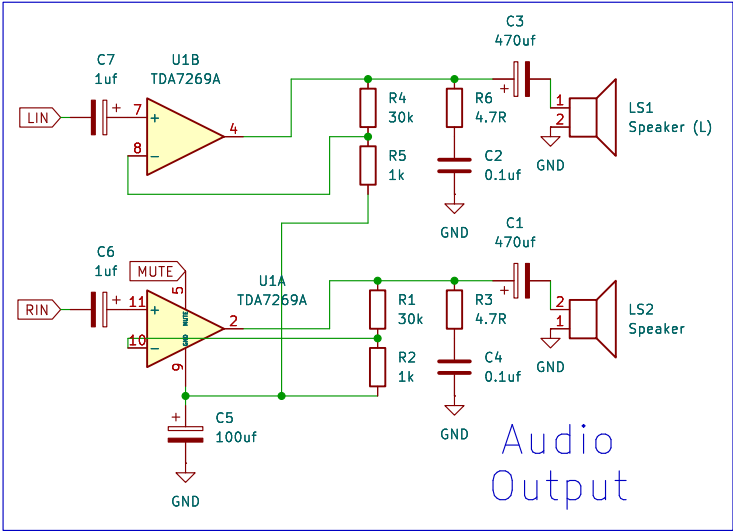 C3
470uf
C7
1uf
U1B
TDA7269A
+
LIN
+
7
+
4
8
−
R4
30k
R6
4.7R
1
2
LS1
Speaker (L)
R5
1k
C2
0.1uf
GND
GND
C6
1uf
MUTE
5
U1A
TDA7269A
C1
470uf
+
RIN
+
11
+
MUTE
2
10
−
GND
9
R1
30k
R3
4.7R
2
1
LS2
Speaker
R2
1k
C4
0.1uf
GND
+
C5
100uf
GND
GND
Audio
Output